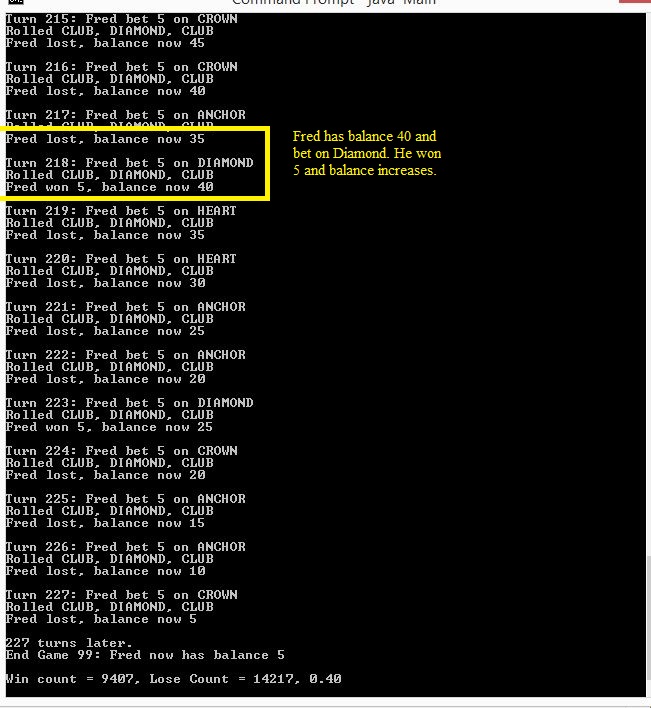 Command Prompt - java Main
Turn 215: Fred bet 5 on CROWN
Rolled CLUB, DIAMOND, CLUB
Fred lost, balance now 45
Turn 216: Fred bet 5 on CROWN
Rolled CLUB, DIAMOND, CLUB
Fred lost, balance now 40
Turn 217: Fred bet 5 on ANCHOR
Rolled CLUB, DIAMOND, CLUB
Fred lost, balance now 35
Turn 218: Fred bet 5 on DIAMOND
Rolled CLUB, DIAMOND, CLUB
Fred won 5, balance now 40
Fred has balance 40 and
bet on Diamond. He won
5 and balance increases.
Turn 219: Fred bet 5 on HEART
Rolled CLUB, DIAMOND, CLUB
Fred lost, balance now 35
Turn 220: Fred bet 5 on HEART
Rolled CLUB, DIAMOND, CLUB
Fred lost, balance now 30
Turn 221: Fred bet 5 on ANCHOR
Rolled CLUB, DIAMOND, CLUB
Fred lost, balance now 25
Turn 222: Fred bet 5 on ANCHOR
Rolled CLUB, DIAMOND, CLUB
Fred lost, balance now 20
Turn 223: Fred bet 5 on DIAMOND
Rolled CLUB, DIAMOND, CLUB
Fred won 5, balance now 25
Turn 224: Fred bet 5 on CROWN
Rolled CLUB, DIAMOND, CLUB
Fred lost, balance now 20
Turn 225: Fred bet 5 on ANCHOR
Rolled CLUB, DIAMOND, CLUB
Fred lost, balance now 15
Turn 226: Fred bet 5 on ANCHOR
Rolled CLUB, DIAMOND, CLUB
Fred lost, balance now 10
Turn 227: Fred bet 5 on CROWN
Rolled CLUB, DIAMOND, CLUB
Fred lost, balance now 5
227 turns later.
End Game 99: Fred now has balance 5
Win count = 9407, Lose Count = 14217, 0.40